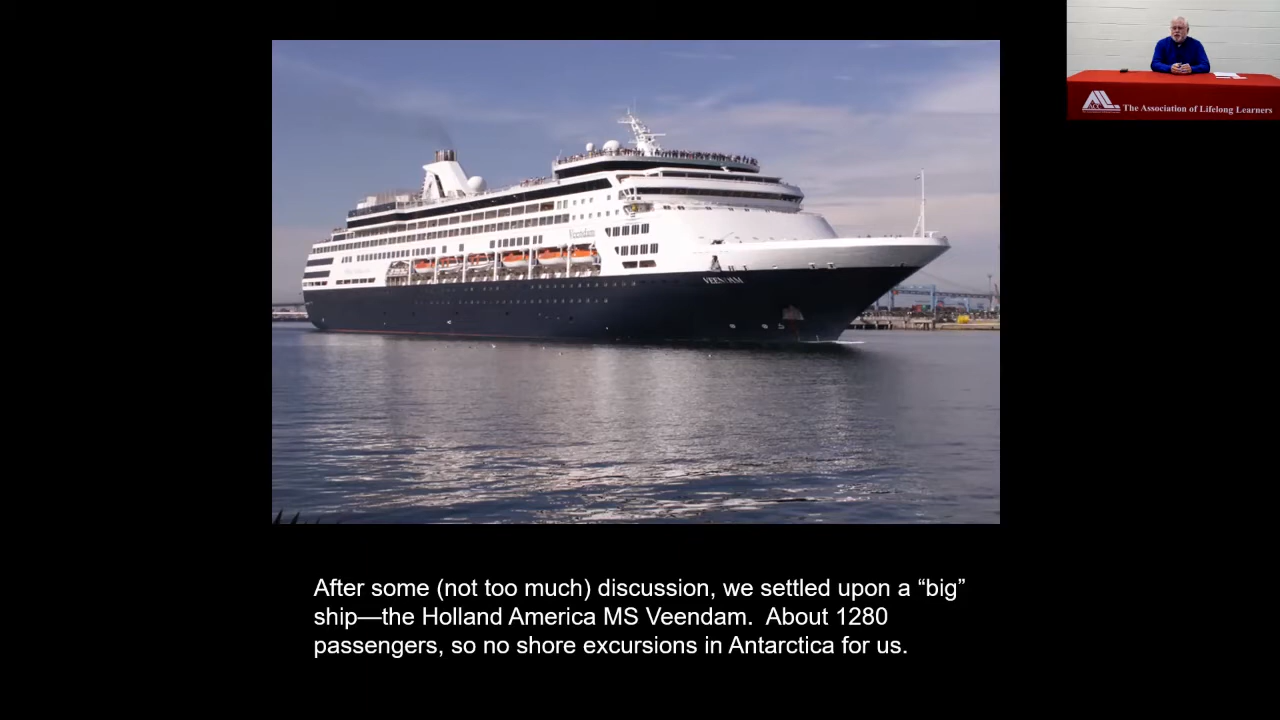 ACC
The Association of Lifelong Learners
Veendam
VEENDAM
After some (not too much) discussion, we settled upon a “big”
ship—the Holland America MS Veendam.  About 1280
passengers, so no shore excursions in Antarctica for us.